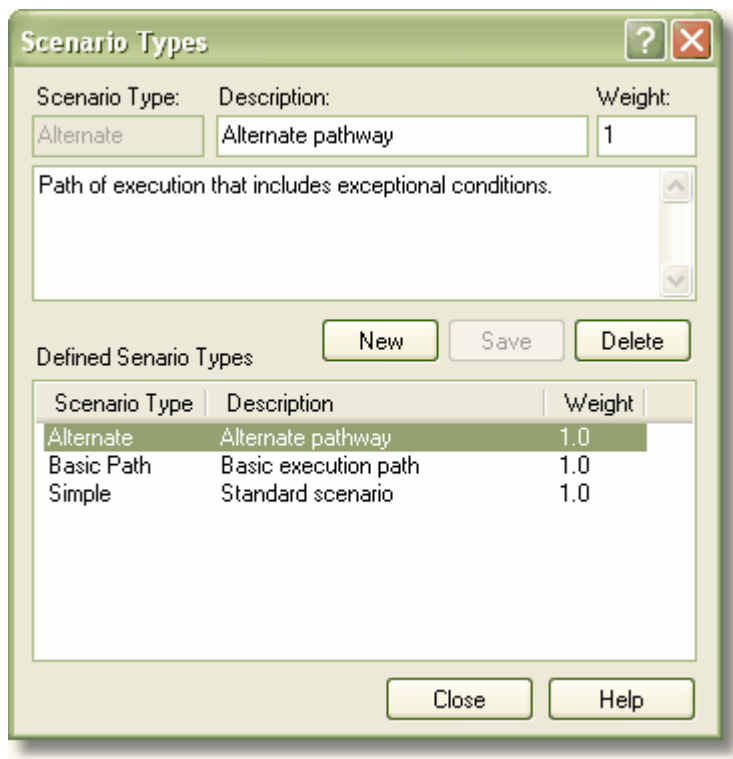 Scenario Types
?
Scenario Type: Description: Weight:
Alternate Alternate pathway 1
Path of execution that includes exceptional conditions.
New Save Delete
Defined Senario Types
Scenario Type Description Weight
Alternate Alternate pathway 1.0
Basic Path Basic execution path 1.0
Simple Standard scenario 1.0
Close Help